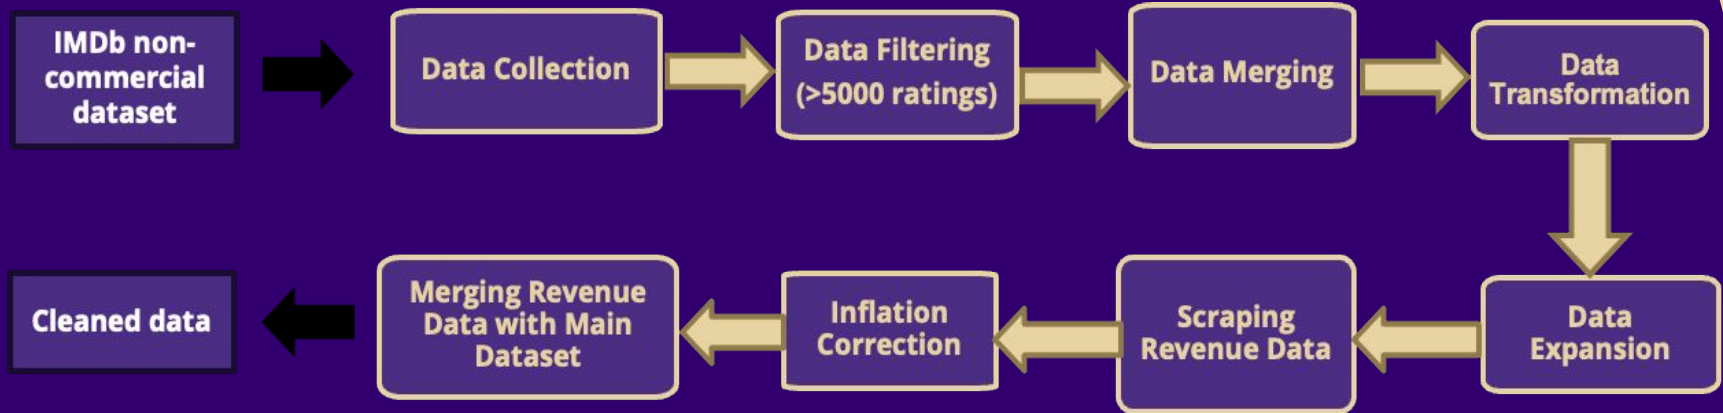 IMDb non-
commercial
dataset
Data Collection
Data Filtering
(>5000 ratings)
Data Merging
Data
Transformation
Cleaned data
Merging Revenue
Data with Main
Dataset
Inflation
Correction
Scraping
Revenue Data
Data
Expansion